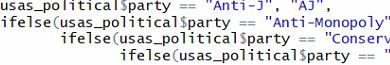 usas_political$party == "Anti-J", "AJ",
ifelse(usas_political$party == "Anti-Monopoly"
ifelse(usas_political$party == "Conserv
ifelse(usas_political$party == "